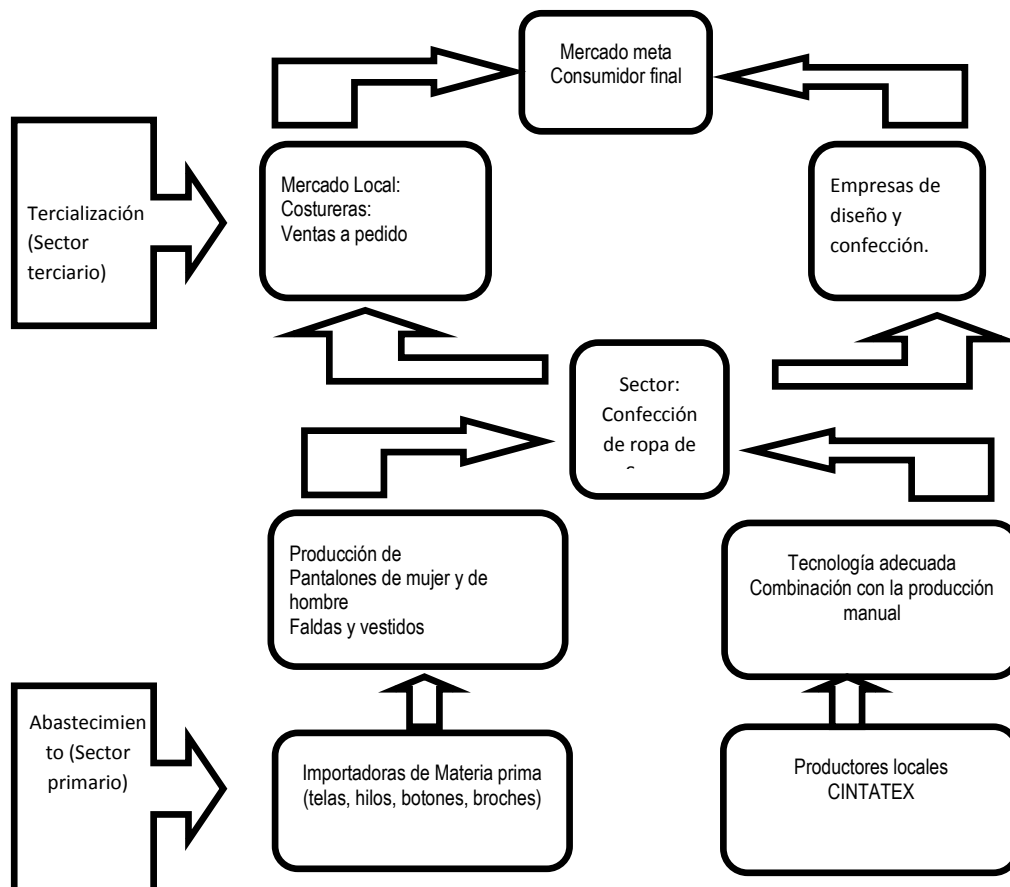 Mercado meta
Consumidor final
Tercialización
(Sector
terciario)
Mercado Local:
Costureras:
Ventas a pedido
Empresas de
diseño y
confección.
Sector:
Confección
de ropa de
Producción de
Pantalones de mujer y de
hombre
Faldas y vestidos
Tecnología adecuada
Combinación con la producción
manual
Abastecimien
to (Sector
primario)
Importadoras de Materia prima
(telas, hilos, botones, broches)
Productores locales
CINTATEX